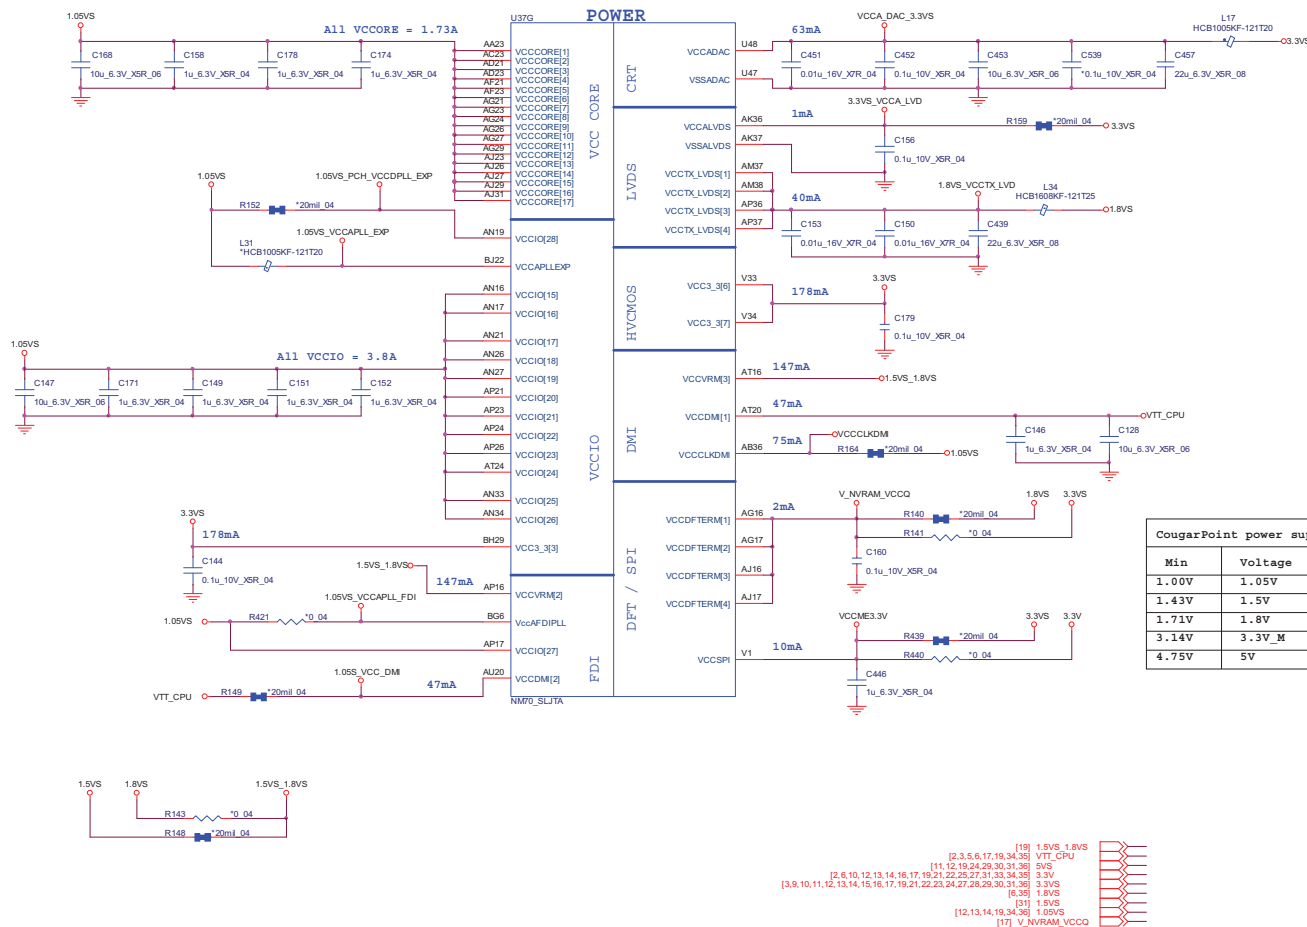 POWER
1.05VS
All VCCORE = 1.73A
U37G
C168
10u_6.3V_X5R_06
C158
1u_6.3V_X5R_04
C178
1u_6.3V_X5R_04
C174
1u_6.3V_X5R_04
AA23 VCCCORE[1]
AC23 VCCCORE[2]
AD21 VCCCORE[3]
AD23 VCCCORE[4]
AF21 VCCCORE[5]
AF23 VCCCORE[6]
AG21 VCCCORE[7]
AG23 VCCCORE[8]
AG24 VCCCORE[9]
AG26 VCCCORE[10]
AG27 VCCCORE[11]
AG29 VCCCORE[12]
AJ23 VCCCORE[13]
AJ26 VCCCORE[14]
AJ27 VCCCORE[15]
AJ29 VCCCORE[16]
AJ31 VCCCORE[17]
VCC CORE
1.05VS
1.05VS_PCH_VCCDPLL_EXP
R152 *20mil_04
AN19 VCCIO[28]
1.05VS_VCCAPLL_EXP
L31
*HCB1005KF-121T20
BJ22 VCCAPLLEXP
AN16 VCCIO[15]
AN17 VCCIO[16]
AN21 VCCIO[17]
AN26 VCCIO[18]
AN27 VCCIO[19]
AP21 VCCIO[20]
AP23 VCCIO[21]
AP24 VCCIO[22]
AP26 VCCIO[23]
AT24 VCCIO[24]
AN33 VCCIO[25]
AN34 VCCIO[26]
VCCIO
1.05VS
All VCCIO = 3.8A
C147
10u_6.3V_X5R_06
C171
1u_6.3V_X5R_04
C149
1u_6.3V_X5R_04
C151
1u_6.3V_X5R_04
C152
1u_6.3V_X5R_04
3.3VS
178mA
BH29 VCC3_3[3]
C144
0.1u_10V_X5R_04
1.5VS_1.8VS
147mA
AP16 VCCVRM[2]
1.05VS_VCCAPLL_FDI
1.05VS
R421 *0_04
BG6 VccAFDIPLL
AP17 VCCIO[27]
1.05S_VCC_DMI
VTT_CPU
R149 *20mil_04
47mA
AU20 VCCDMI[2]
FDI
NM70_SLJTA
CRT
VCCADAC U48
VSSADAC U47
63mA
VCCA_DAC_3.3VS
L17
HCB1005KF-121T20
3.3VS
C451
0.01u_16V_X7R_04
C452
0.1u_10V_X5R_04
C453
10u_6.3V_X5R_06
C539
*0.1u_10V_X5R_04
C457
22u_6.3V_X5R_08
LVDS
VCCALVDS AK36
VSSALVDS AK37
VCCTX_LVDS[1] AM37
VCCTX_LVDS[2] AM38
VCCTX_LVDS[3] AP36
VCCTX_LVDS[4] AP37
1mA
3.3VS_VCCA_LVD
R159 *20mil_04
3.3VS
C156
0.1u_10V_X5R_04
40mA
1.8VS_VCCTX_LVD
L34
HCB1608KF-121T25
1.8VS
C153
0.01u_16V_X7R_04
C150
0.01u_16V_X7R_04
C439
22u_6.3V_X5R_08
HVCMOS
VCC3_3[6] V33
VCC3_3[7] V34
178mA
3.3VS
C179
0.1u_10V_X5R_04
DMI
VCCVRM[3] AT16
147mA
1.5VS_1.8VS
VCCDMI[1] AT20
47mA
VTT_CPU
VCCCLKDMI AB36
75mA
VCCCLKDMI
R164 *20mil_04
1.05VS
C146
1u_6.3V_X5R_04
C128
10u_6.3V_X5R_06
DFT / SPI
VCCDFTERM[1] AG16
VCCDFTERM[2] AG17
VCCDFTERM[3] AJ16
VCCDFTERM[4] AJ17
2mA
V_NVRAM_VCCQ
R140 *20mil_04
R141 *0_04
1.8VS
3.3VS
C160
0.1u_10V_X5R_04
VCCSPI V1
10mA
VCCME3.3V
R439 *20mil_04
R440 *0_04
3.3VS
3.3V
C446
1u_6.3V_X5R_04
CougarPoint power sup
Min Voltage
1.00V 1.05V
1.43V 1.5V
1.71V 1.8V
3.14V 3.3V_M
4.75V 5V
1.5VS
1.8VS
1.5VS_1.8VS
R143 *0_04
R148 *20mil_04
[19] 1.5VS_1.8VS
[2,3,5,6,17,19,34,35] VTT_CPU
[11,12,19,24,29,30,31,36] 5VS
[2,6,10,12,13,14,16,17,19,21,22,25,27,31,33,34,35] 3.3V
[3,9,10,11,12,13,14,15,16,17,19,21,22,23,24,27,28,29,30,31,36] 3.3VS
[6,35] 1.8VS
[31] 1.5VS
[12,13,14,19,34,36] 1.05VS
[17] V_NVRAM_VCCQ